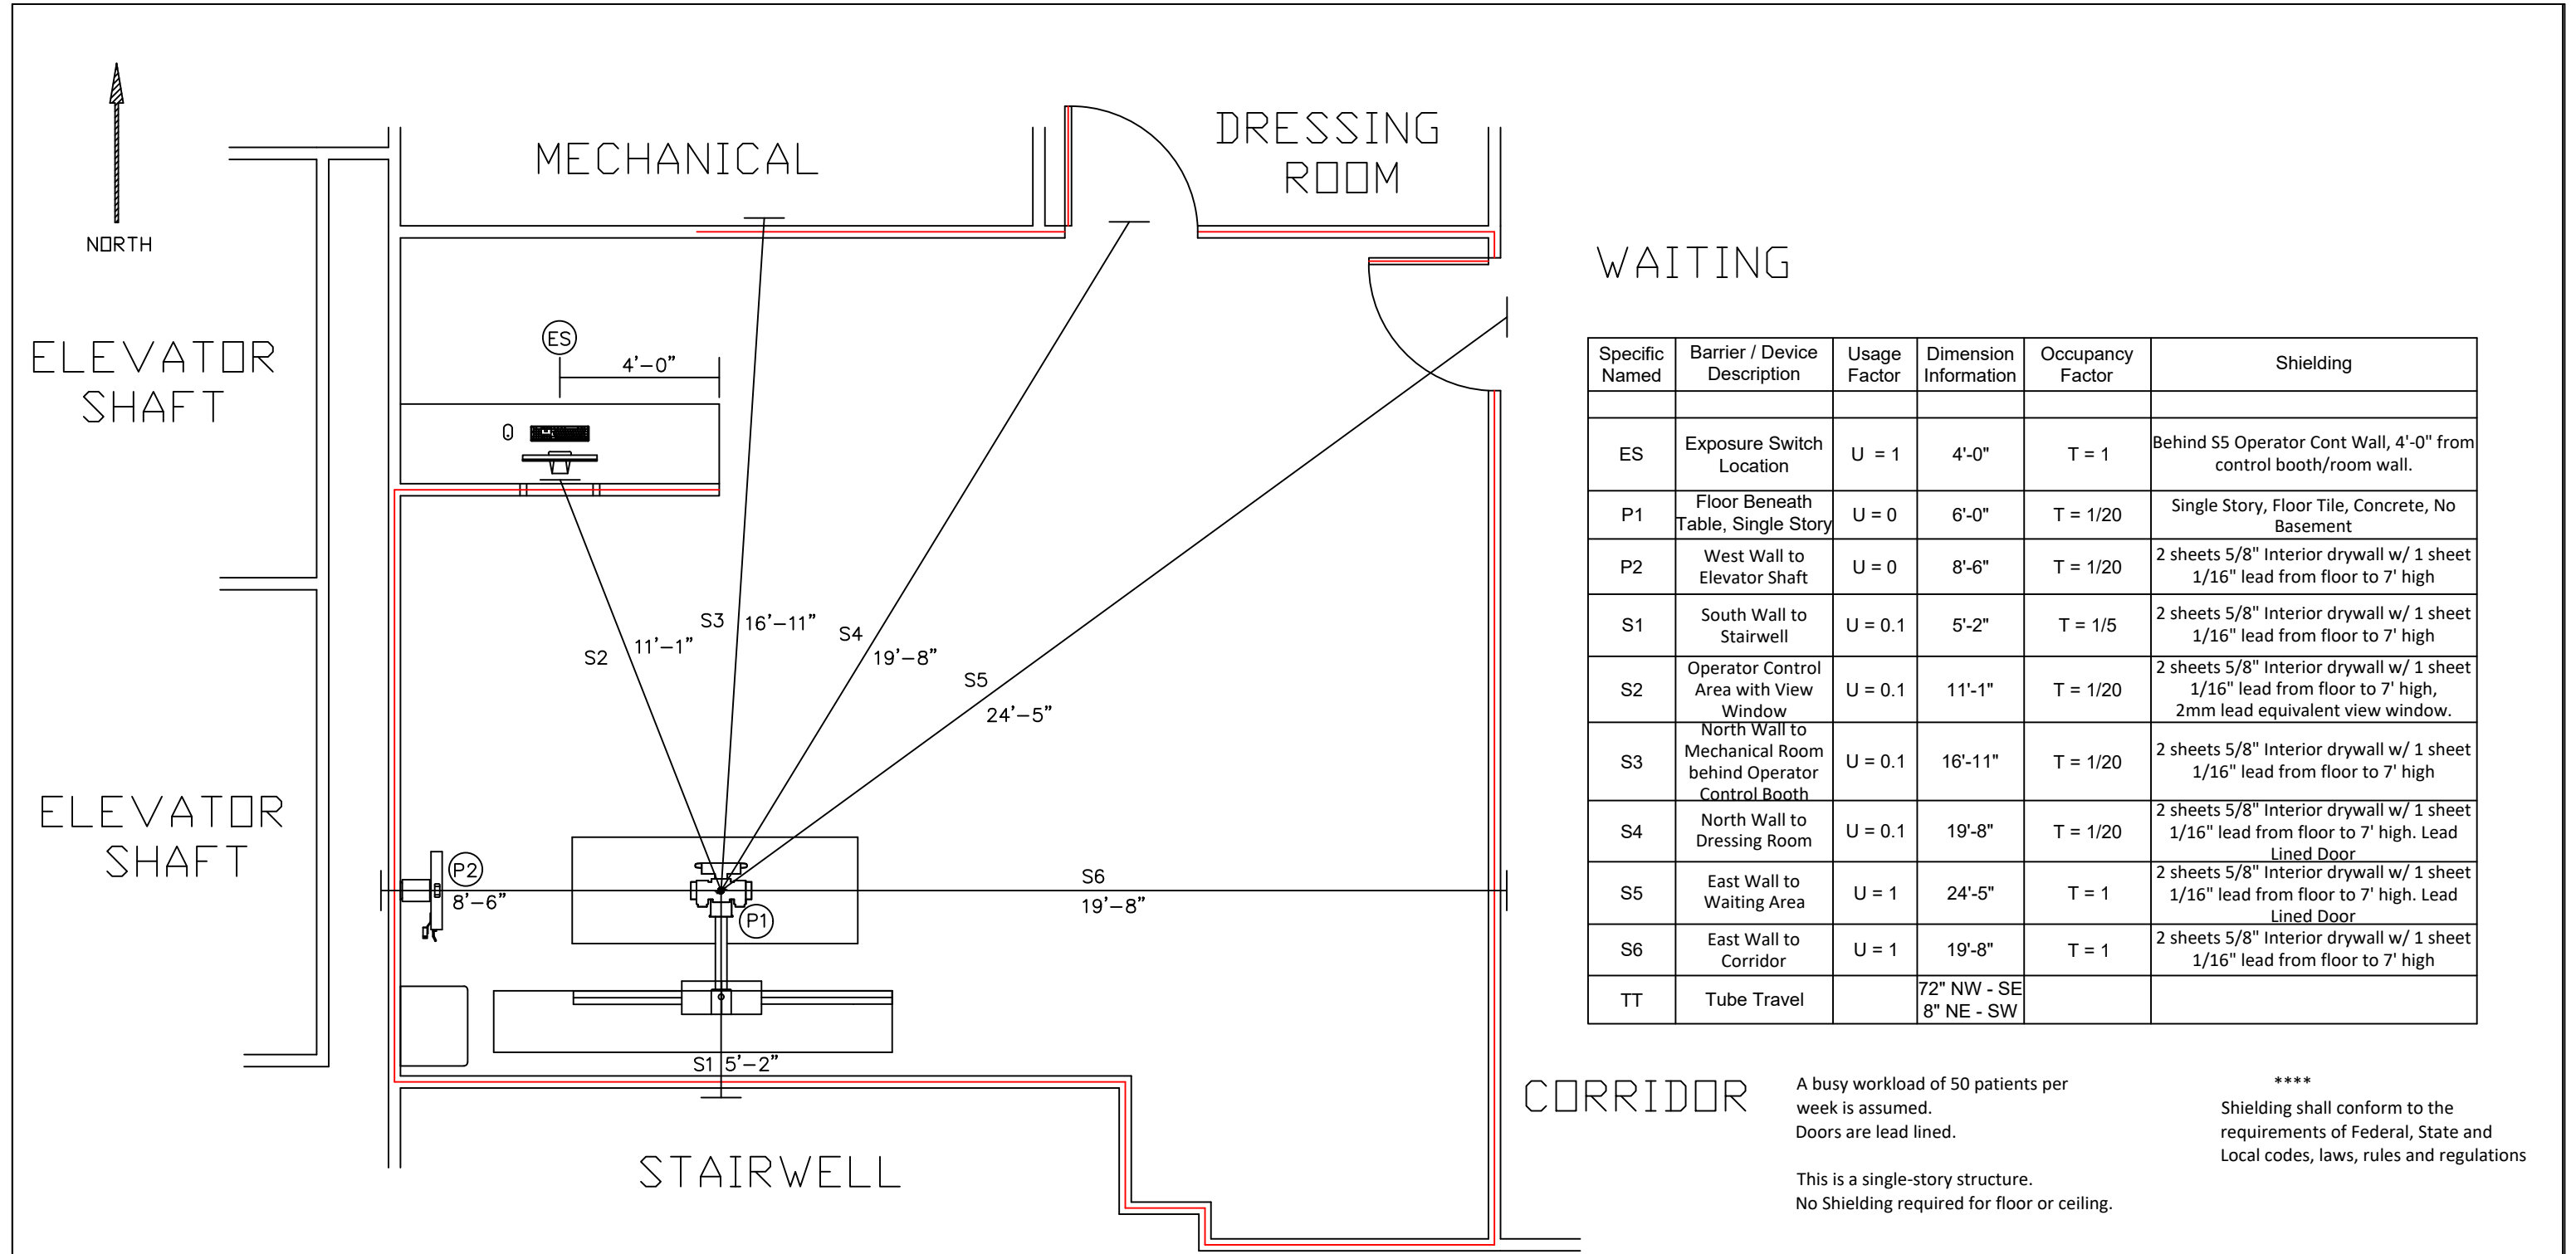 NORTH
MECHANICAL
DRESSING
ROOM
WAITING
ELEVATOR
SHAFT
ES
4'-0"
S3
16'-11"
S4
19'-8"
S2
11'-1"
S5
24'-5"
ELEVATOR
SHAFT
P2
8'-6"
P1
S6
19'-8"
S1 5'-2"
STAIRWELL
CORRIDOR
Specific
Named
Barrier / Device
Description
Usage
Factor
Dimension
Information
Occupancy
Factor
Shielding
ES
Exposure Switch
Location
U = 1
4'-0"
T = 1
Behind S5 Operator Cont Wall, 4'-0" from
control booth/room wall.
P1
Floor Beneath
Table, Single Story
U = 0
6'-0"
T = 1/20
Single Story, Floor Tile, Concrete, No
Basement
P2
West Wall to
Elevator Shaft
U = 0
8'-6"
T = 1/20
2 sheets 5/8" Interior drywall w/ 1 sheet
1/16" lead from floor to 7' high
S1
South Wall to
Stairwell
U = 0.1
5'-2"
T = 1/5
2 sheets 5/8" Interior drywall w/ 1 sheet
1/16" lead from floor to 7' high
S2
Operator Control
Area with View
Window
U = 0.1
11'-1"
T = 1/20
2 sheets 5/8" Interior drywall w/ 1 sheet
1/16" lead from floor to 7' high,
2mm lead equivalent view window.
S3
North Wall to
Mechanical Room
behind Operator
Control Booth
U = 0.1
16'-11"
T = 1/20
2 sheets 5/8" Interior drywall w/ 1 sheet
1/16" lead from floor to 7' high
S4
North Wall to
Dressing Room
U = 0.1
19'-8"
T = 1/20
2 sheets 5/8" Interior drywall w/ 1 sheet
1/16" lead from floor to 7' high. Lead
Lined Door
S5
East Wall to
Waiting Area
U = 1
24'-5"
T = 1
2 sheets 5/8" Interior drywall w/ 1 sheet
1/16" lead from floor to 7' high. Lead
Lined Door
S6
East Wall to
Corridor
U = 1
19'-8"
T = 1
2 sheets 5/8" Interior drywall w/ 1 sheet
1/16" lead from floor to 7' high
TT
Tube Travel
72" NW - SE
8" NE - SW
A busy workload of 50 patients per
week is assumed.
Doors are lead lined.
This is a single-story structure.
No Shielding required for floor or ceiling.
****
Shielding shall conform to the
requirements of Federal, State and
Local codes, laws, rules and regulations